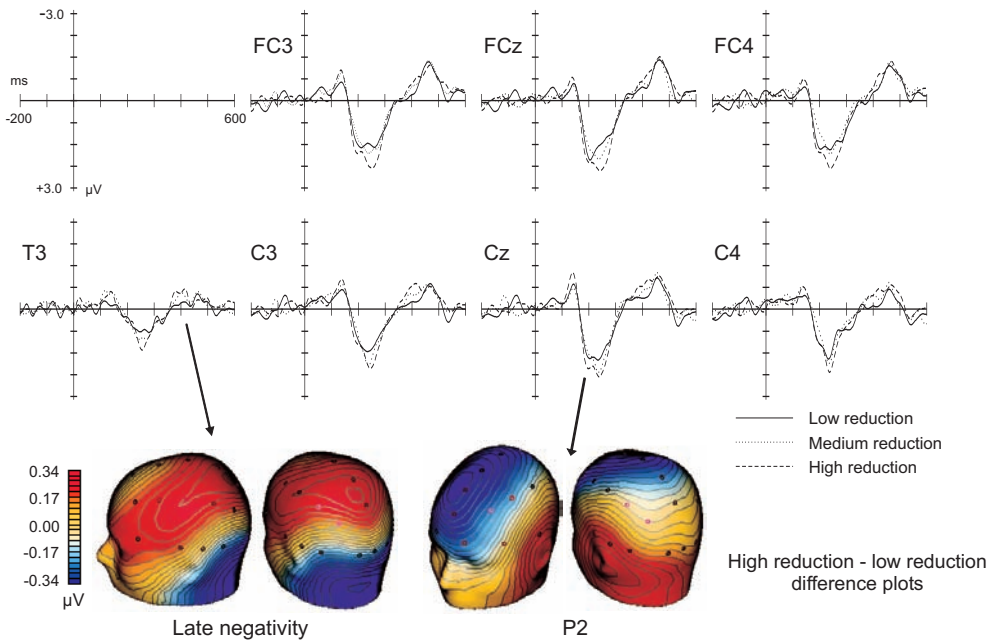 −3.0
FC3
FCz
FC4
ms
-200
600
+3.0
µV
T3
C3
Cz
C4
Low reduction
Medium reduction
High reduction
0.34
0.17
0.00
-0.17
-0.34
µV
High reduction - low reduction
difference plots
Late negativity
P2